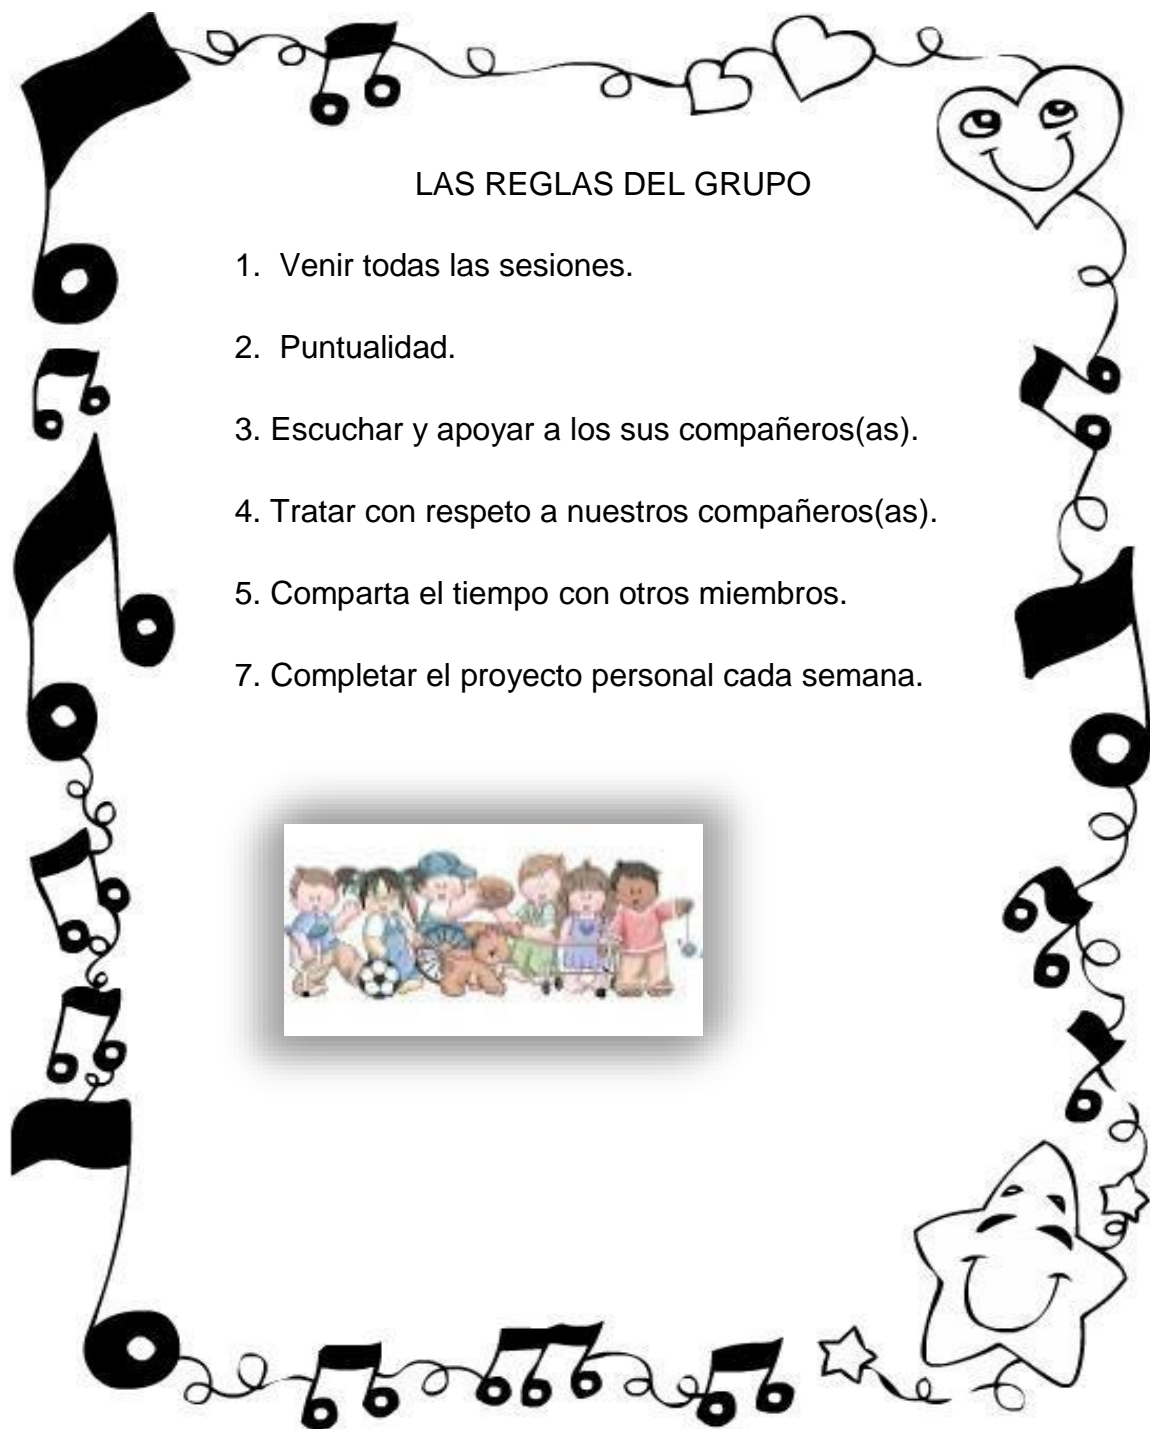 LAS REGLAS DEL GRUPO
1. Venir todas las sesiones.
2. Puntualidad.
3. Escuchar y apoyar a los sus compañeros(as).
4. Tratar con respeto a nuestros compañeros(as).
5. Comparta el tiempo con otros miembros.
7. Completar el proyecto personal cada semana.